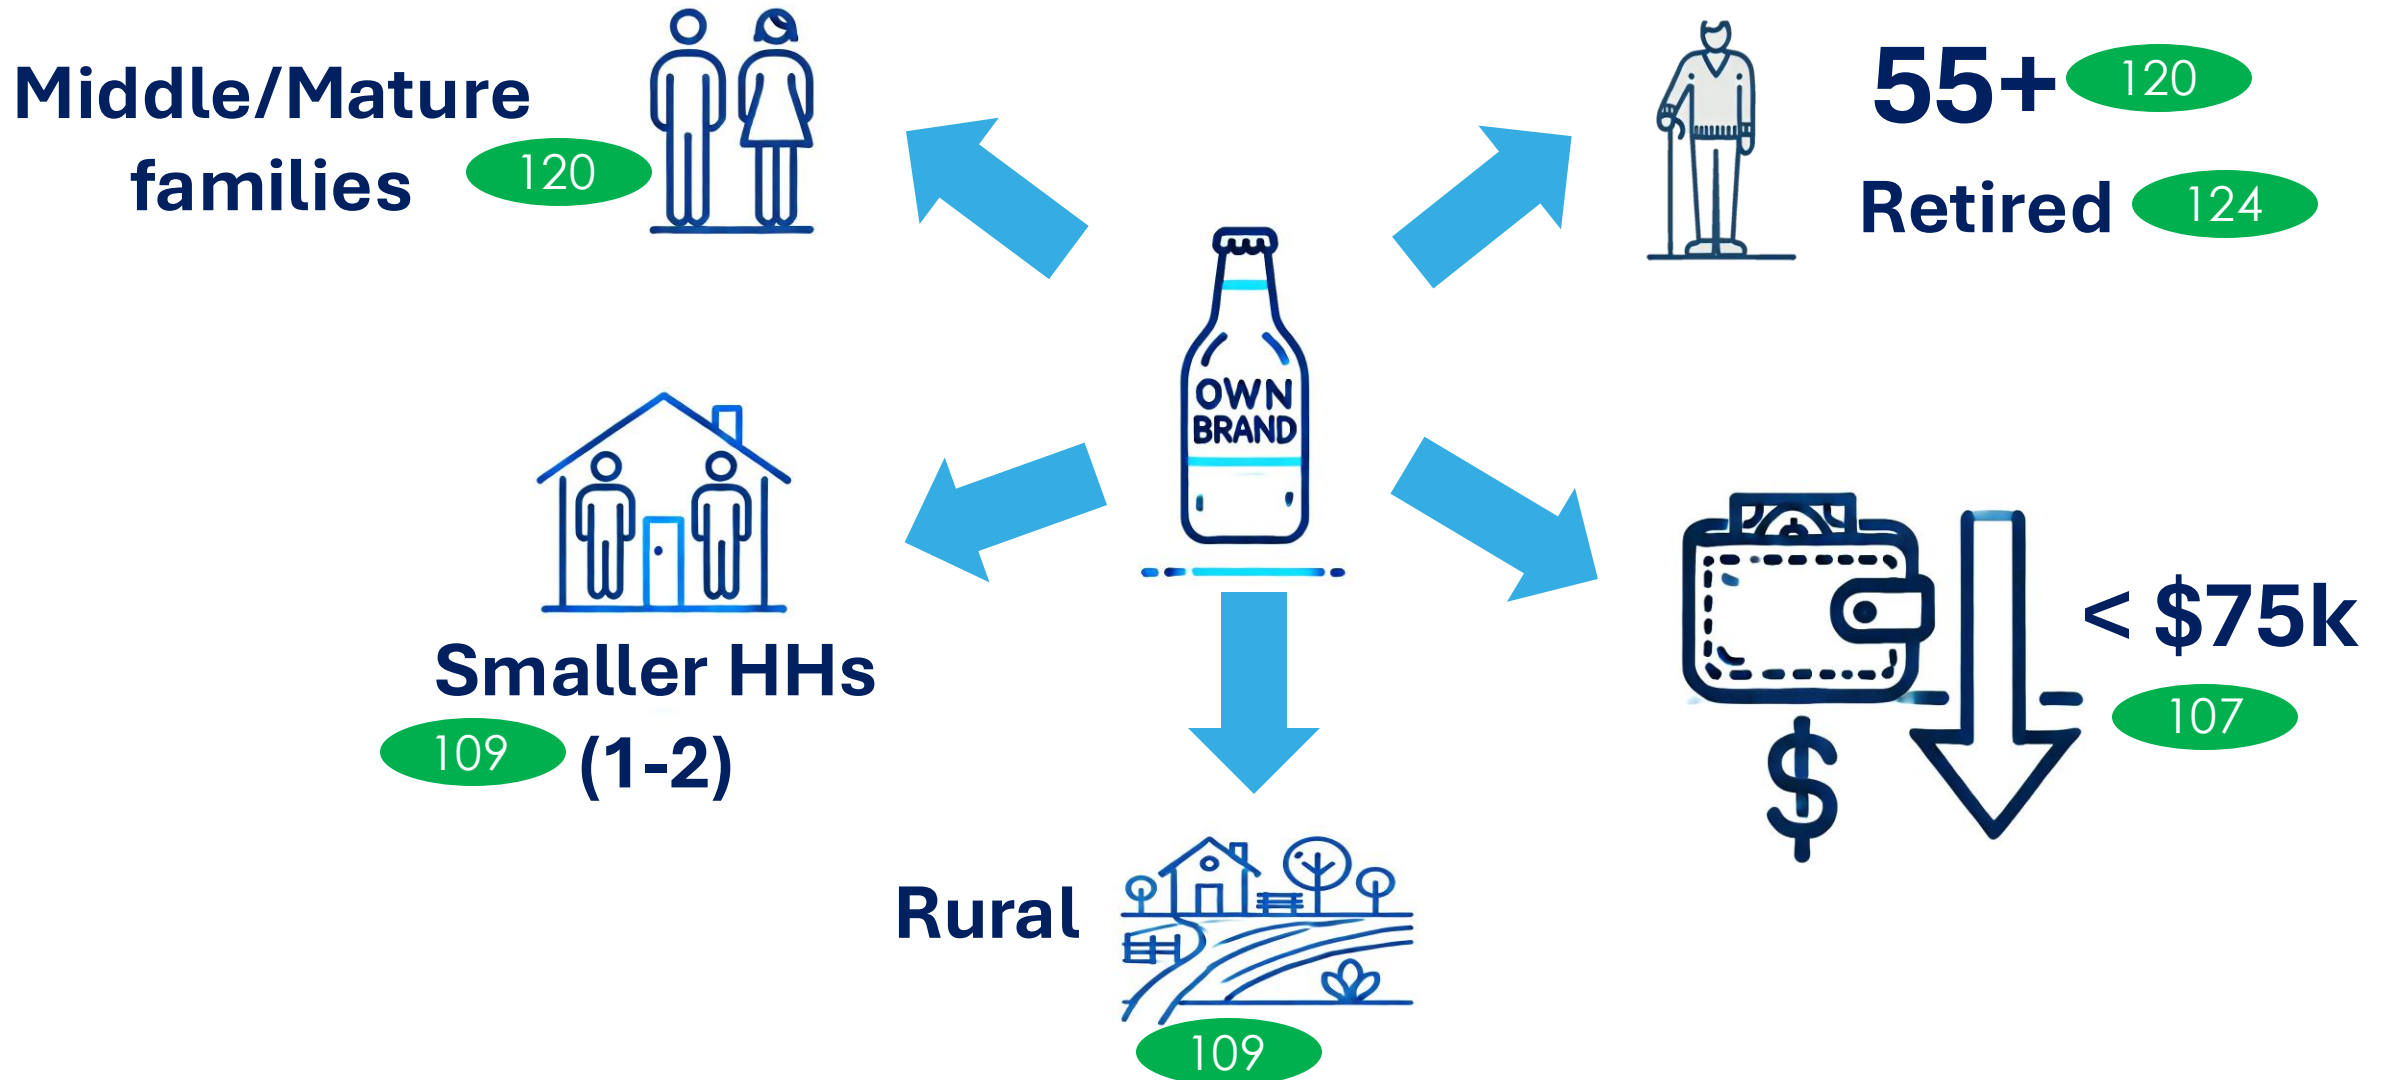 Middle/Mature
families 120
55+ 120
Retired 124
OWN
BRAND
Smaller HHs
109 (1-2)
< $75k
107
$
Rural
109